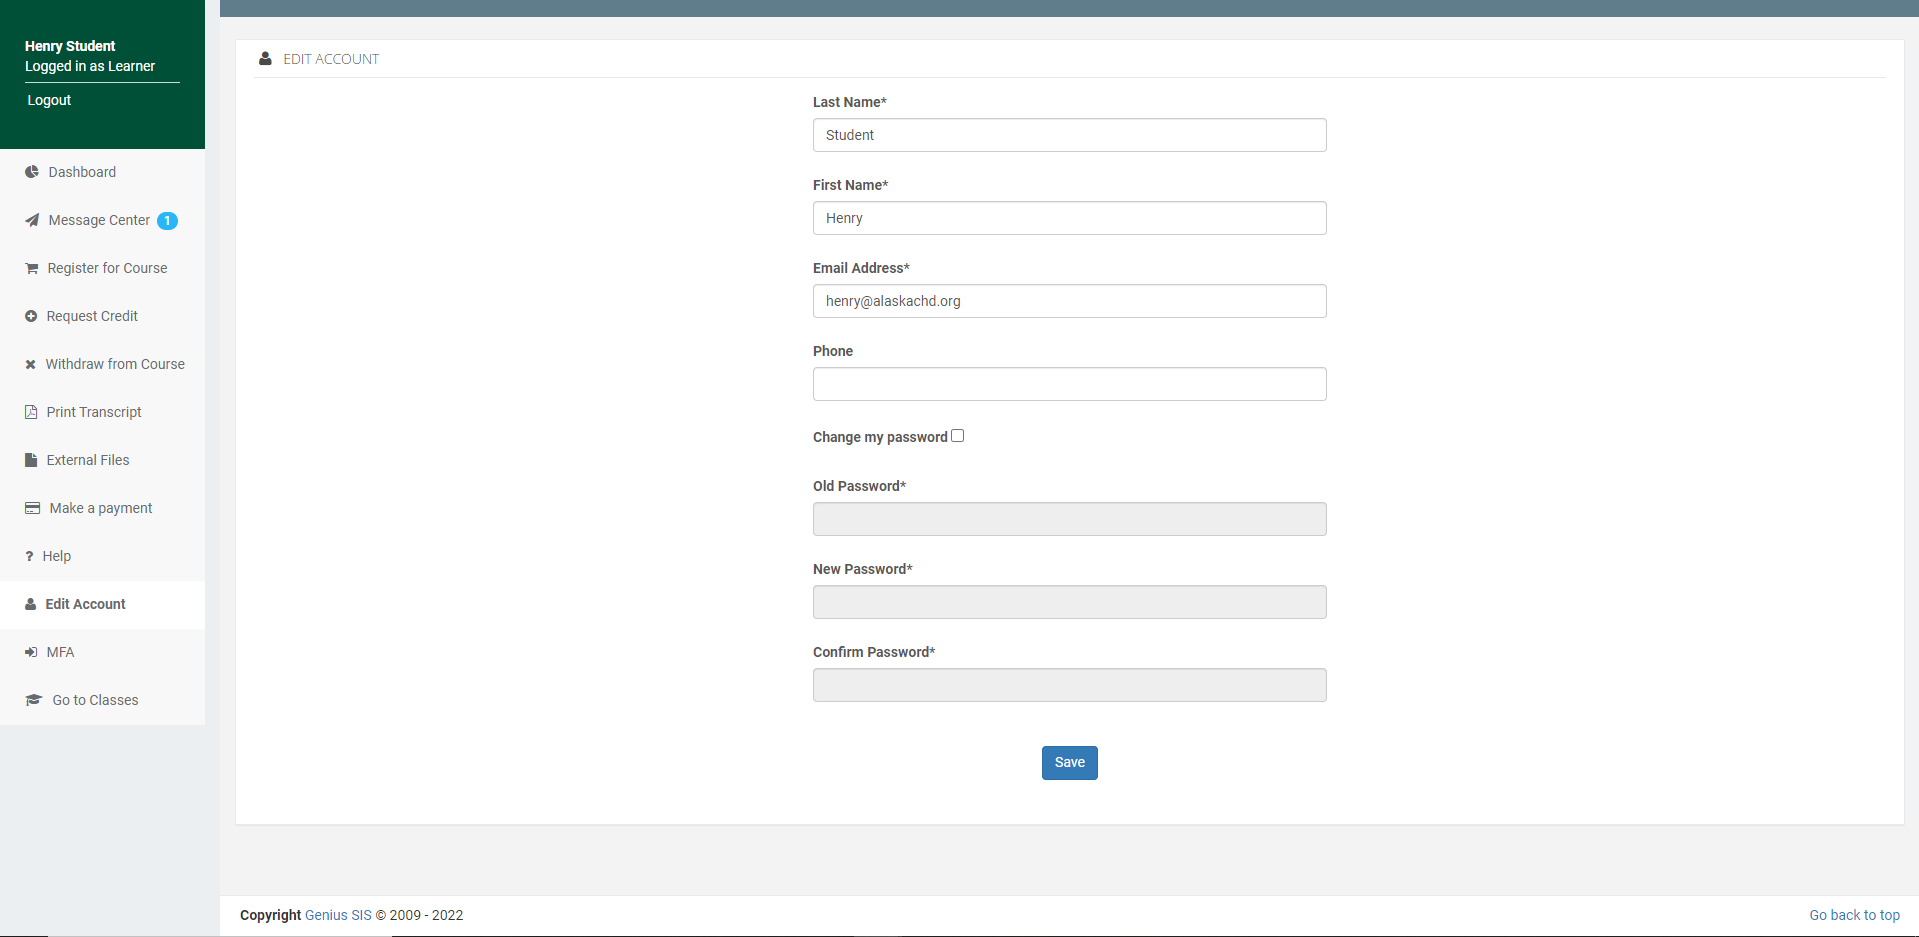 Henry Student
Logged in as Learner
Logout
Dashboard
Message Center 1
Register for Course
Request Credit
Withdraw from Course
Print Transcript
External Files
Make a payment
? Help
Edit Account
MFA
Go to Classes
EDIT ACCOUNT
Last Name*
Student
First Name*
Henry
Email Address*
henry@alaskachd.org
Phone
Change my password
Old Password*
New Password*
Confirm Password*
Save
Copyright Genius SIS © 2009 - 2022
Go back to top